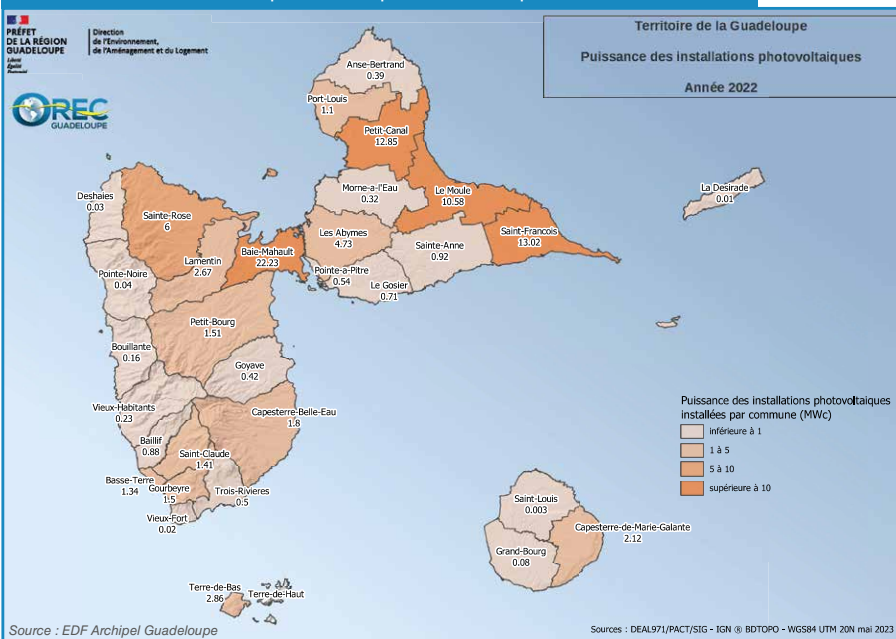 PRÉFET
DE LA RÉGION
GUADELOUPE
Liberté
Égalité
Fraternité
Direction
de l'Environnement,
de l'Aménagement et du Logement
OREC
GUADELOUPE
Territoire de la Guadeloupe
Puissance des installations photovoltaiques
Année 2022
Anse-Bertrand
0.39
Port-Louis
1.1
Petit-Canal
12.85
Morne-a-l'Eau
0.32
Le Moule
10.58
La Desirade
0.01
Deshaies
0.03
Sainte-Rose
6
Les Abymes
4.73
Saint-Francois
13.02
Sainte-Anne
0.92
Lamentin
2.67
Baie-Mahault
22.23
Pointe-Noire
0.04
Pointe-a-Pitre
0.54
Le Gosier
0.71
Petit-Bourg
1.51
Bouillante
0.16
Goyave
0.42
Vieux-Habitants
0.23
Capesterre-Belle-Eau
1.8
Baillif
0.88
Saint-Claude
1.41
Basse-Terre
1.34
Gourbeyre
1.5
Trois-Rivieres
0.5
Vieux-Fort
0.02
Saint-Louis
0.003
Capesterre-de-Marie-Galante
2.12
Grand-Bourg
0.08
Terre-de-Bas
2.86
Terre-de-Haut
Puissance des installations photovoltaiques
installées par commune (MWc)
inférieure à 1
1 à 5
5 à 10
supérieure à 10
Source : EDF Archipel Guadeloupe
Sources : DEAL971/PACT/SIG - IGN ® BDTOPO - WGS84 UTM 20N mai 2023